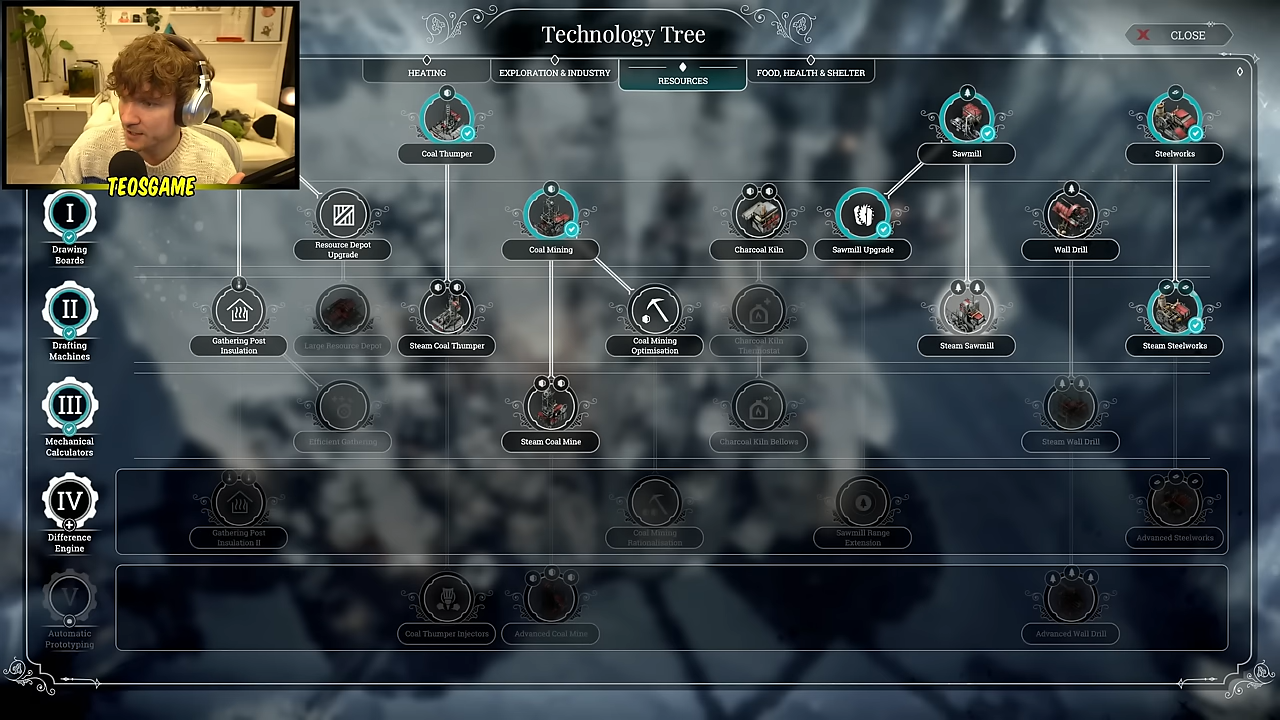 Technology Tree
CLOSE
HEATING
EXPLORATION & INDUSTRY
RESOURCES
FOOD, HEALTH & SHELTER
TEOSGAME
Coal Thumper
Sawmill
Steelworks
I
Drawing
Boards
Resource Depot
Upgrade
Coal Mining
Charcoal Kiln
Sawmill Upgrade
Wall Drill
II
Drafting
Machines
Gathering Post
Insulation
Large Resource Depot
Steam Coal Thumper
Coal Mining
Optimisation
Charcoal Kiln
Thermostat
Steam Sawmill
Steam Steelworks
III
Mechanical
Calculators
Efficient Gathering
Steam Coal Mine
Charcoal Kiln Bellows
Steam Wall Drill
IV
Difference
Engine
Gathering Post
Insulation II
Coal Mining
Rationalisation
Sawmill Range
Extension
Advanced Steelworks
V
Automatic
Prototyping
Coal Thumper Injectors
Advanced Coal Mine
Advanced Wall Drill